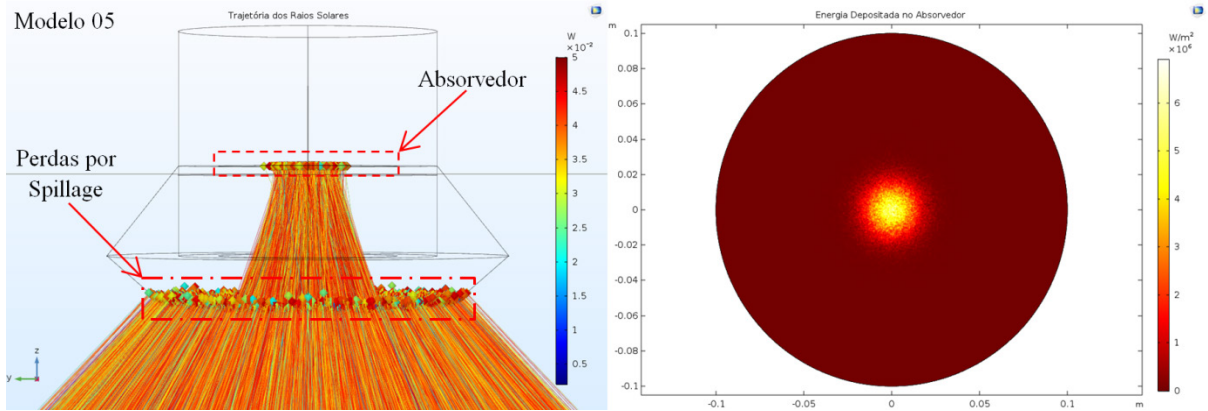 Modelo 05
Trajetória dos Raios Solares
W
×10⁻²
5
4.5
4
3.5
3
2.5
2
1.5
1
0.5
Absorvedor
Perdas por
Spillage
z
y
Energia Depositada no Absorvedor
m
0.1
0.08
0.06
0.04
0.02
0
-0.02
-0.04
-0.06
-0.08
-0.1
-0.1
-0.05
0
0.05
0.1
m
W/m²
×10⁶
6
5
4
3
2
1
0